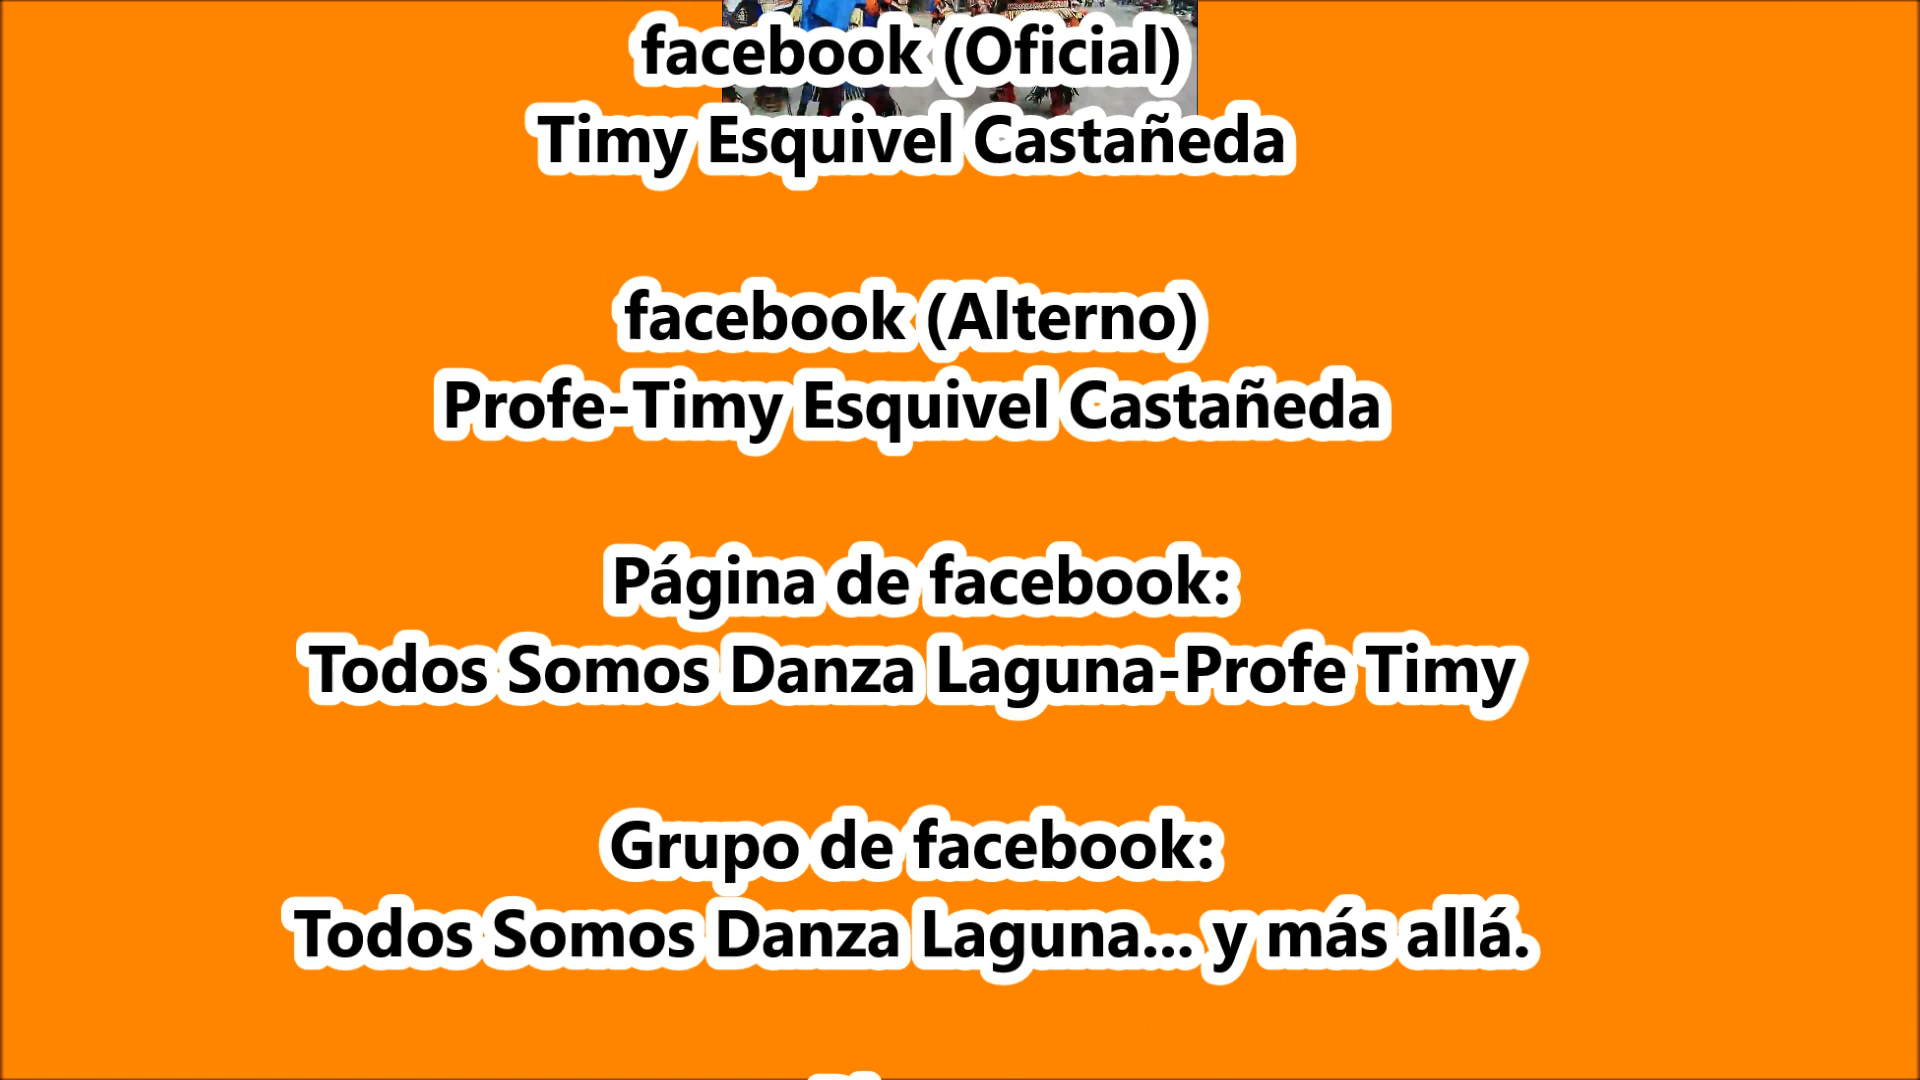 facebook (Oficial)
Timy Esquivel Castañeda
facebook (Alterno)
Profe-Timy Esquivel Castañeda
Página de facebook:
Todos Somos Danza Laguna-Profe Timy
Grupo de facebook:
Todos Somos Danza Laguna... y más allá.